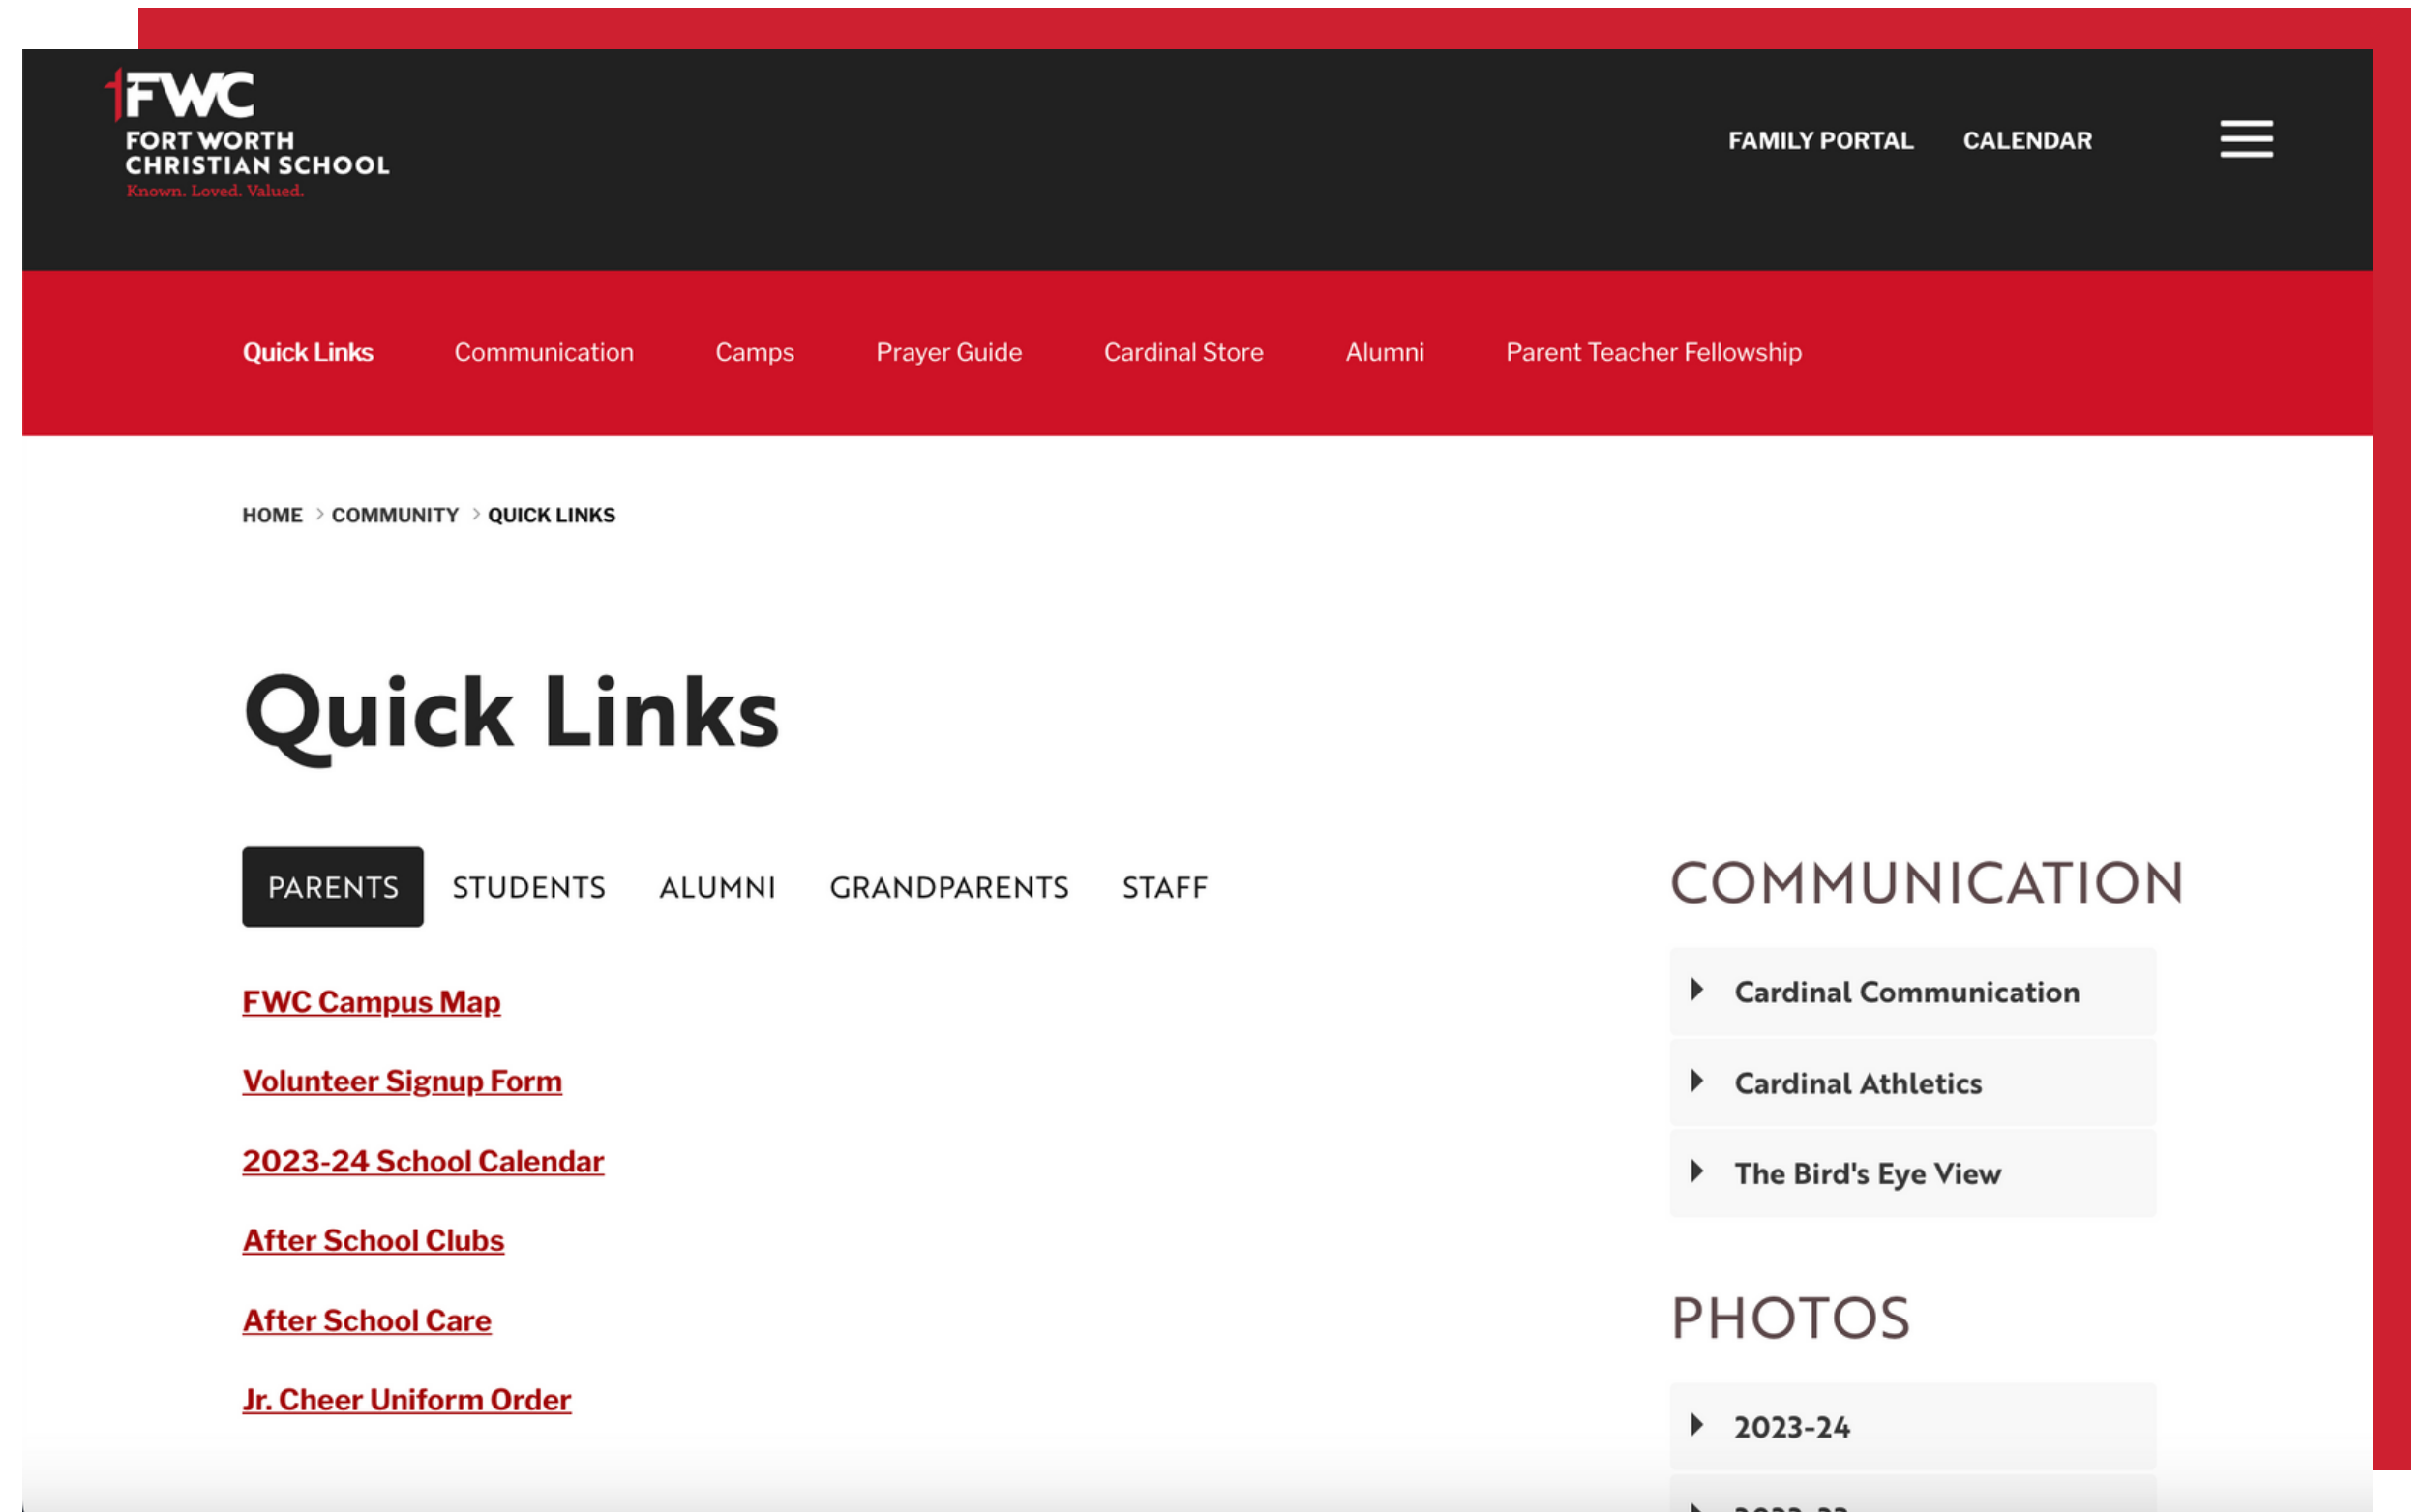 FWC
FORT WORTH
CHRISTIAN SCHOOL
Known. Loved. Valued.
FAMILY PORTAL CALENDAR
Quick Links Communication Camps Prayer Guide Cardinal Store Alumni Parent Teacher Fellowship
HOME > COMMUNITY > QUICK LINKS
Quick Links
PARENTS STUDENTS ALUMNI GRANDPARENTS STAFF
FWC Campus Map
Volunteer Signup Form
2023-24 School Calendar
After School Clubs
After School Care
Jr. Cheer Uniform Order
COMMUNICATION
Cardinal Communication
Cardinal Athletics
The Bird's Eye View
PHOTOS
2023-24